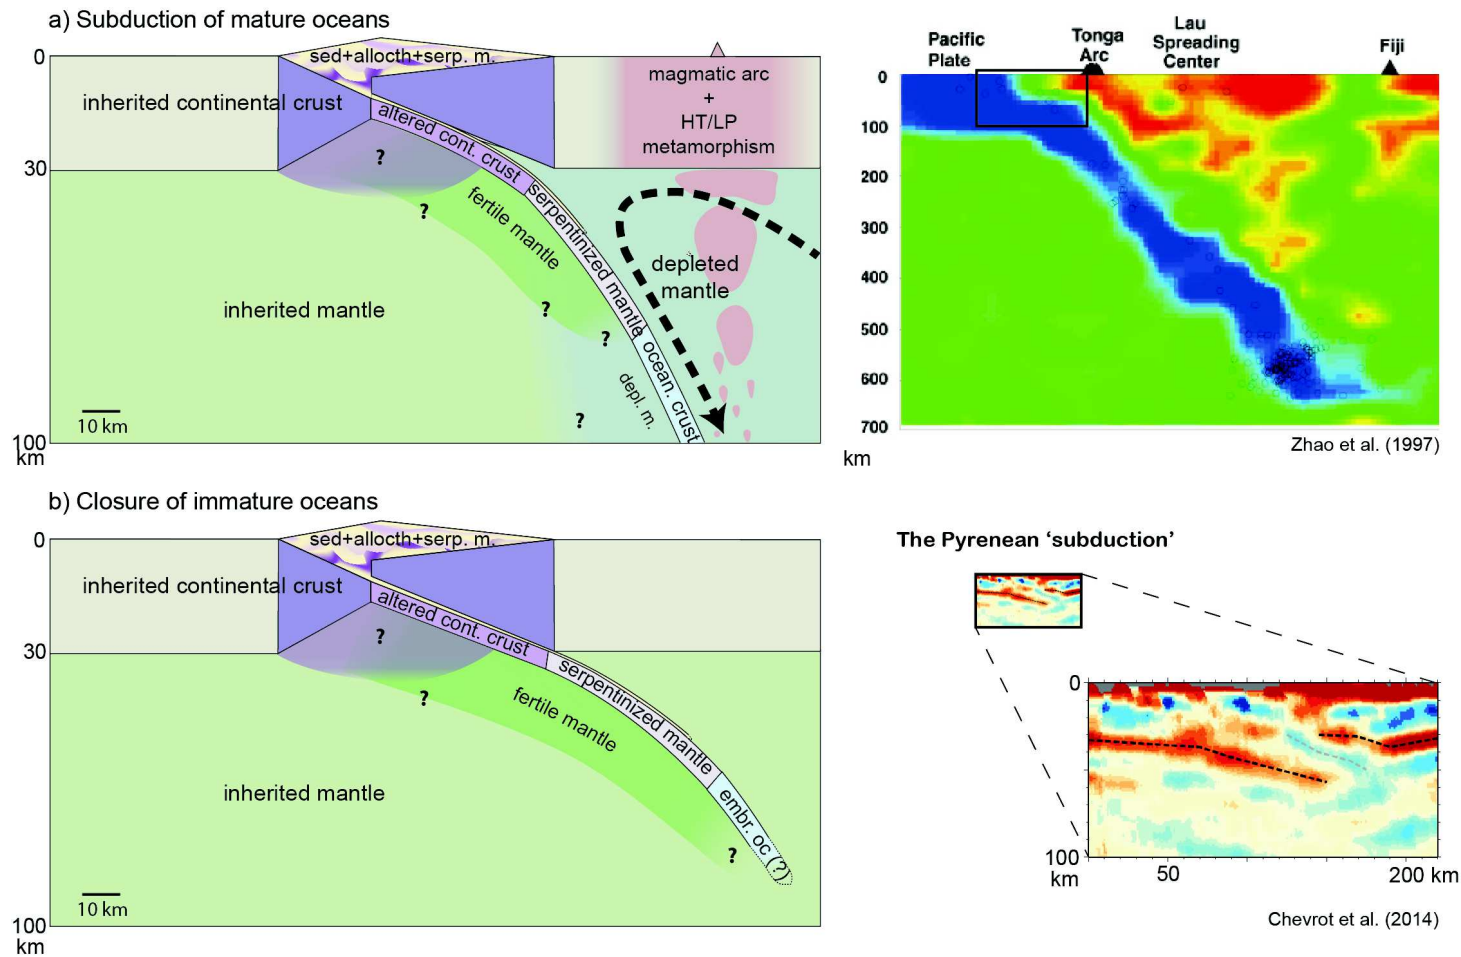 a) Subduction of mature oceans
0
30
100
km
sed+allocth+serp. m.
inherited continental crust
altered cont. crust
serpentinized mantle
ocean. crust
depl. m.
?
?
?
?
?
fertile mantle
inherited mantle
10 km
magmatic arc
+
HT/LP
metamorphism
depleted
mantle
Pacific
Plate
Tonga
Arc
Lau
Spreading
Center
Fiji
0
100
200
300
400
500
600
700
km
Zhao et al. (1997)
b) Closure of immature oceans
0
30
100
km
sed+allocth+serp. m.
inherited continental crust
altered cont. crust
serpentinized mantle
embr. oc (?)
?
?
?
fertile mantle
inherited mantle
10 km
The Pyrenean ‘subduction’
0
100
km
50
200 km
Chevrot et al. (2014)